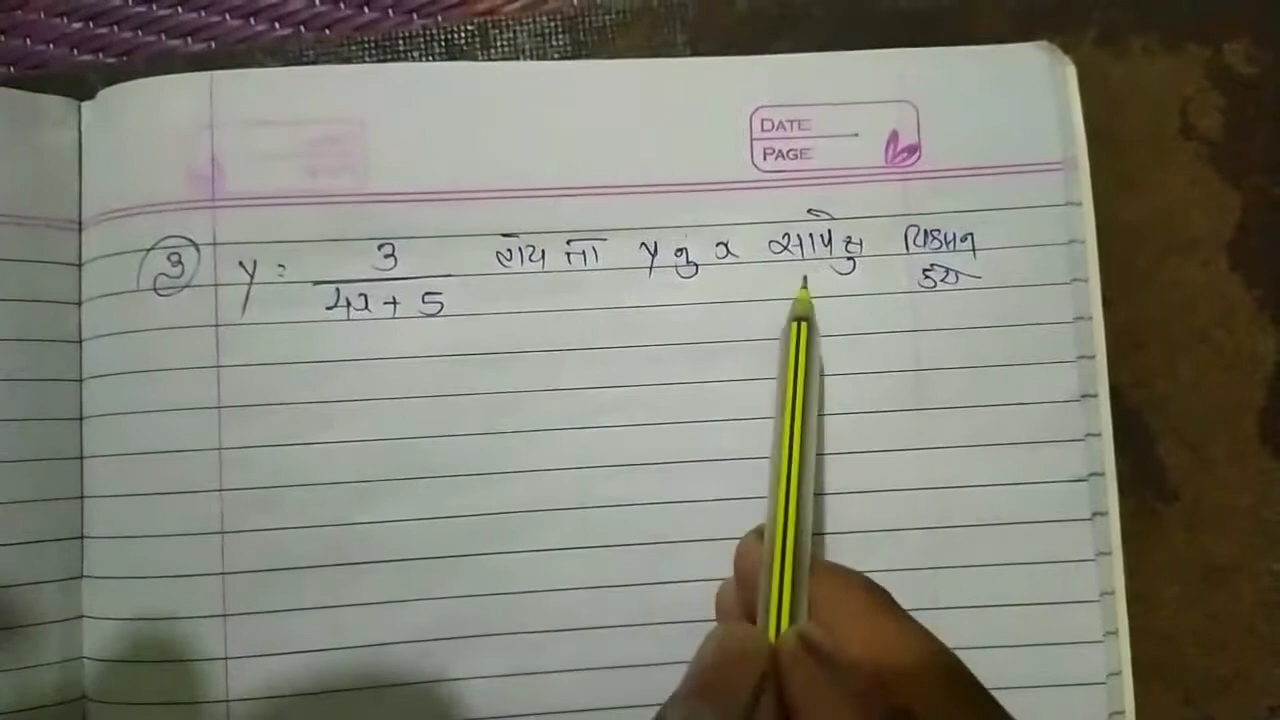 DATE
PAGE
③ y = 3 / 4x + 5 હોય તો y નું x સાપેક્ષ વિકલન
કરો